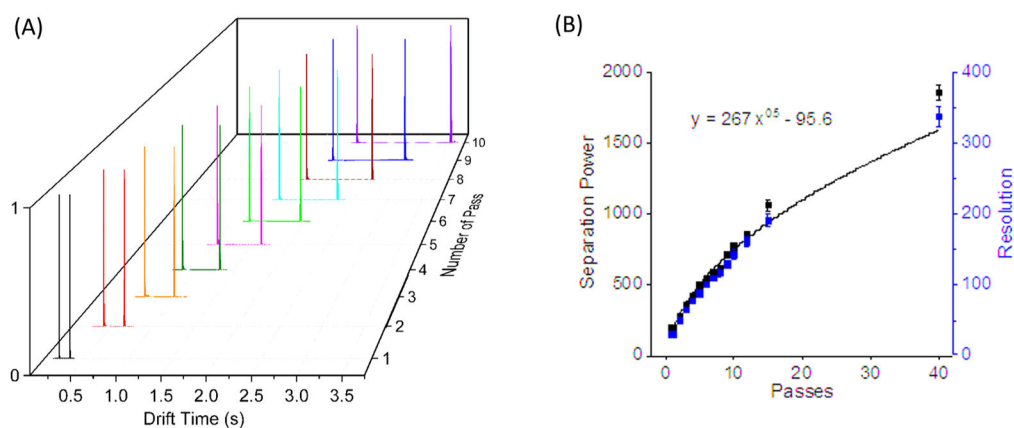 (A)
1
0
0.5 1.0 1.5 2.0 2.5 3.0 3.5
Drift Time (s)
1
2
3
4
5
6
7
8
9
10
Number of Pass
(B)
2000
1500
1000
500
0
Separation Power
y = 267 x^0.5 - 95.6
400
300
200
100
0
Resolution
0 10 20 30 40
Passes